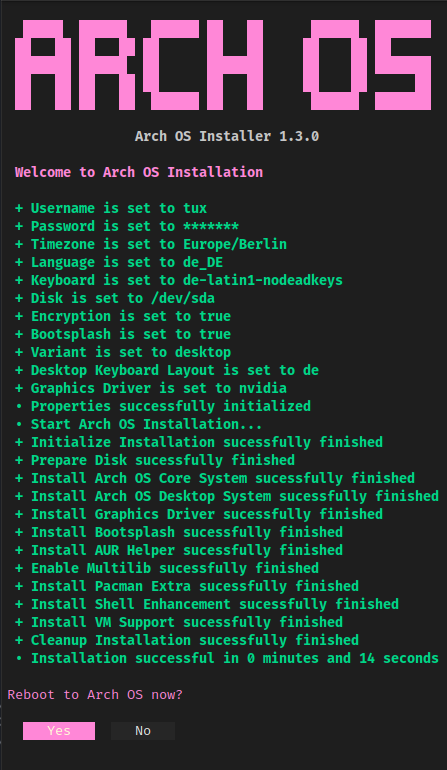 ARCH OS
Arch OS Installer 1.3.0
Welcome to Arch OS Installation
+ Username is set to tux
+ Password is set to *******
+ Timezone is set to Europe/Berlin
+ Language is set to de_DE
+ Keyboard is set to de-latin1-nodeadkeys
+ Disk is set to /dev/sda
+ Encryption is set to true
+ Bootsplash is set to true
+ Variant is set to desktop
+ Desktop Keyboard Layout is set to de
+ Graphics Driver is set to nvidia
• Properties successfully initialized
• Start Arch OS Installation...
+ Initialize Installation sucessfully finished
+ Prepare Disk sucessfully finished
+ Install Arch OS Core System sucessfully finished
+ Install Arch OS Desktop System sucessfully finished
+ Install Graphics Driver sucessfully finished
+ Install Bootsplash sucessfully finished
+ Install AUR Helper sucessfully finished
+ Enable Multilib sucessfully finished
+ Install Pacman Extra sucessfully finished
+ Install Shell Enhancement sucessfully finished
+ Install VM Support sucessfully finished
+ Cleanup Installation sucessfully finished
• Installation successful in 0 minutes and 14 seconds
Reboot to Arch OS now?
Yes No